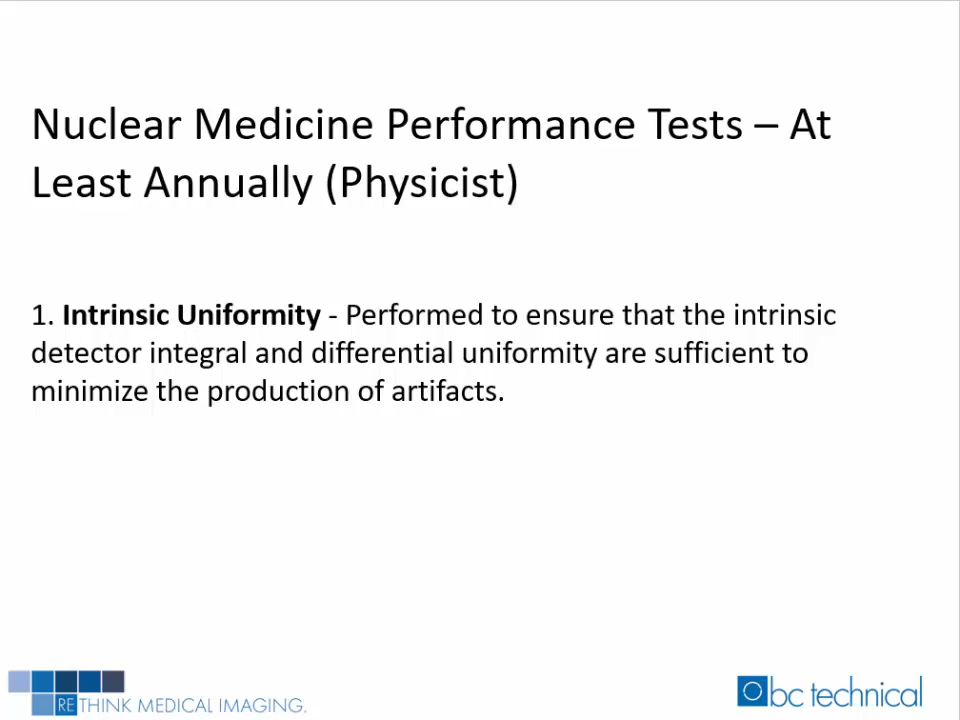 Nuclear Medicine Performance Tests – At
Least Annually (Physicist)
1. Intrinsic Uniformity - Performed to ensure that the intrinsic
detector integral and differential uniformity are sufficient to
minimize the production of artifacts.
RETHINK MEDICAL IMAGING.
bc technical